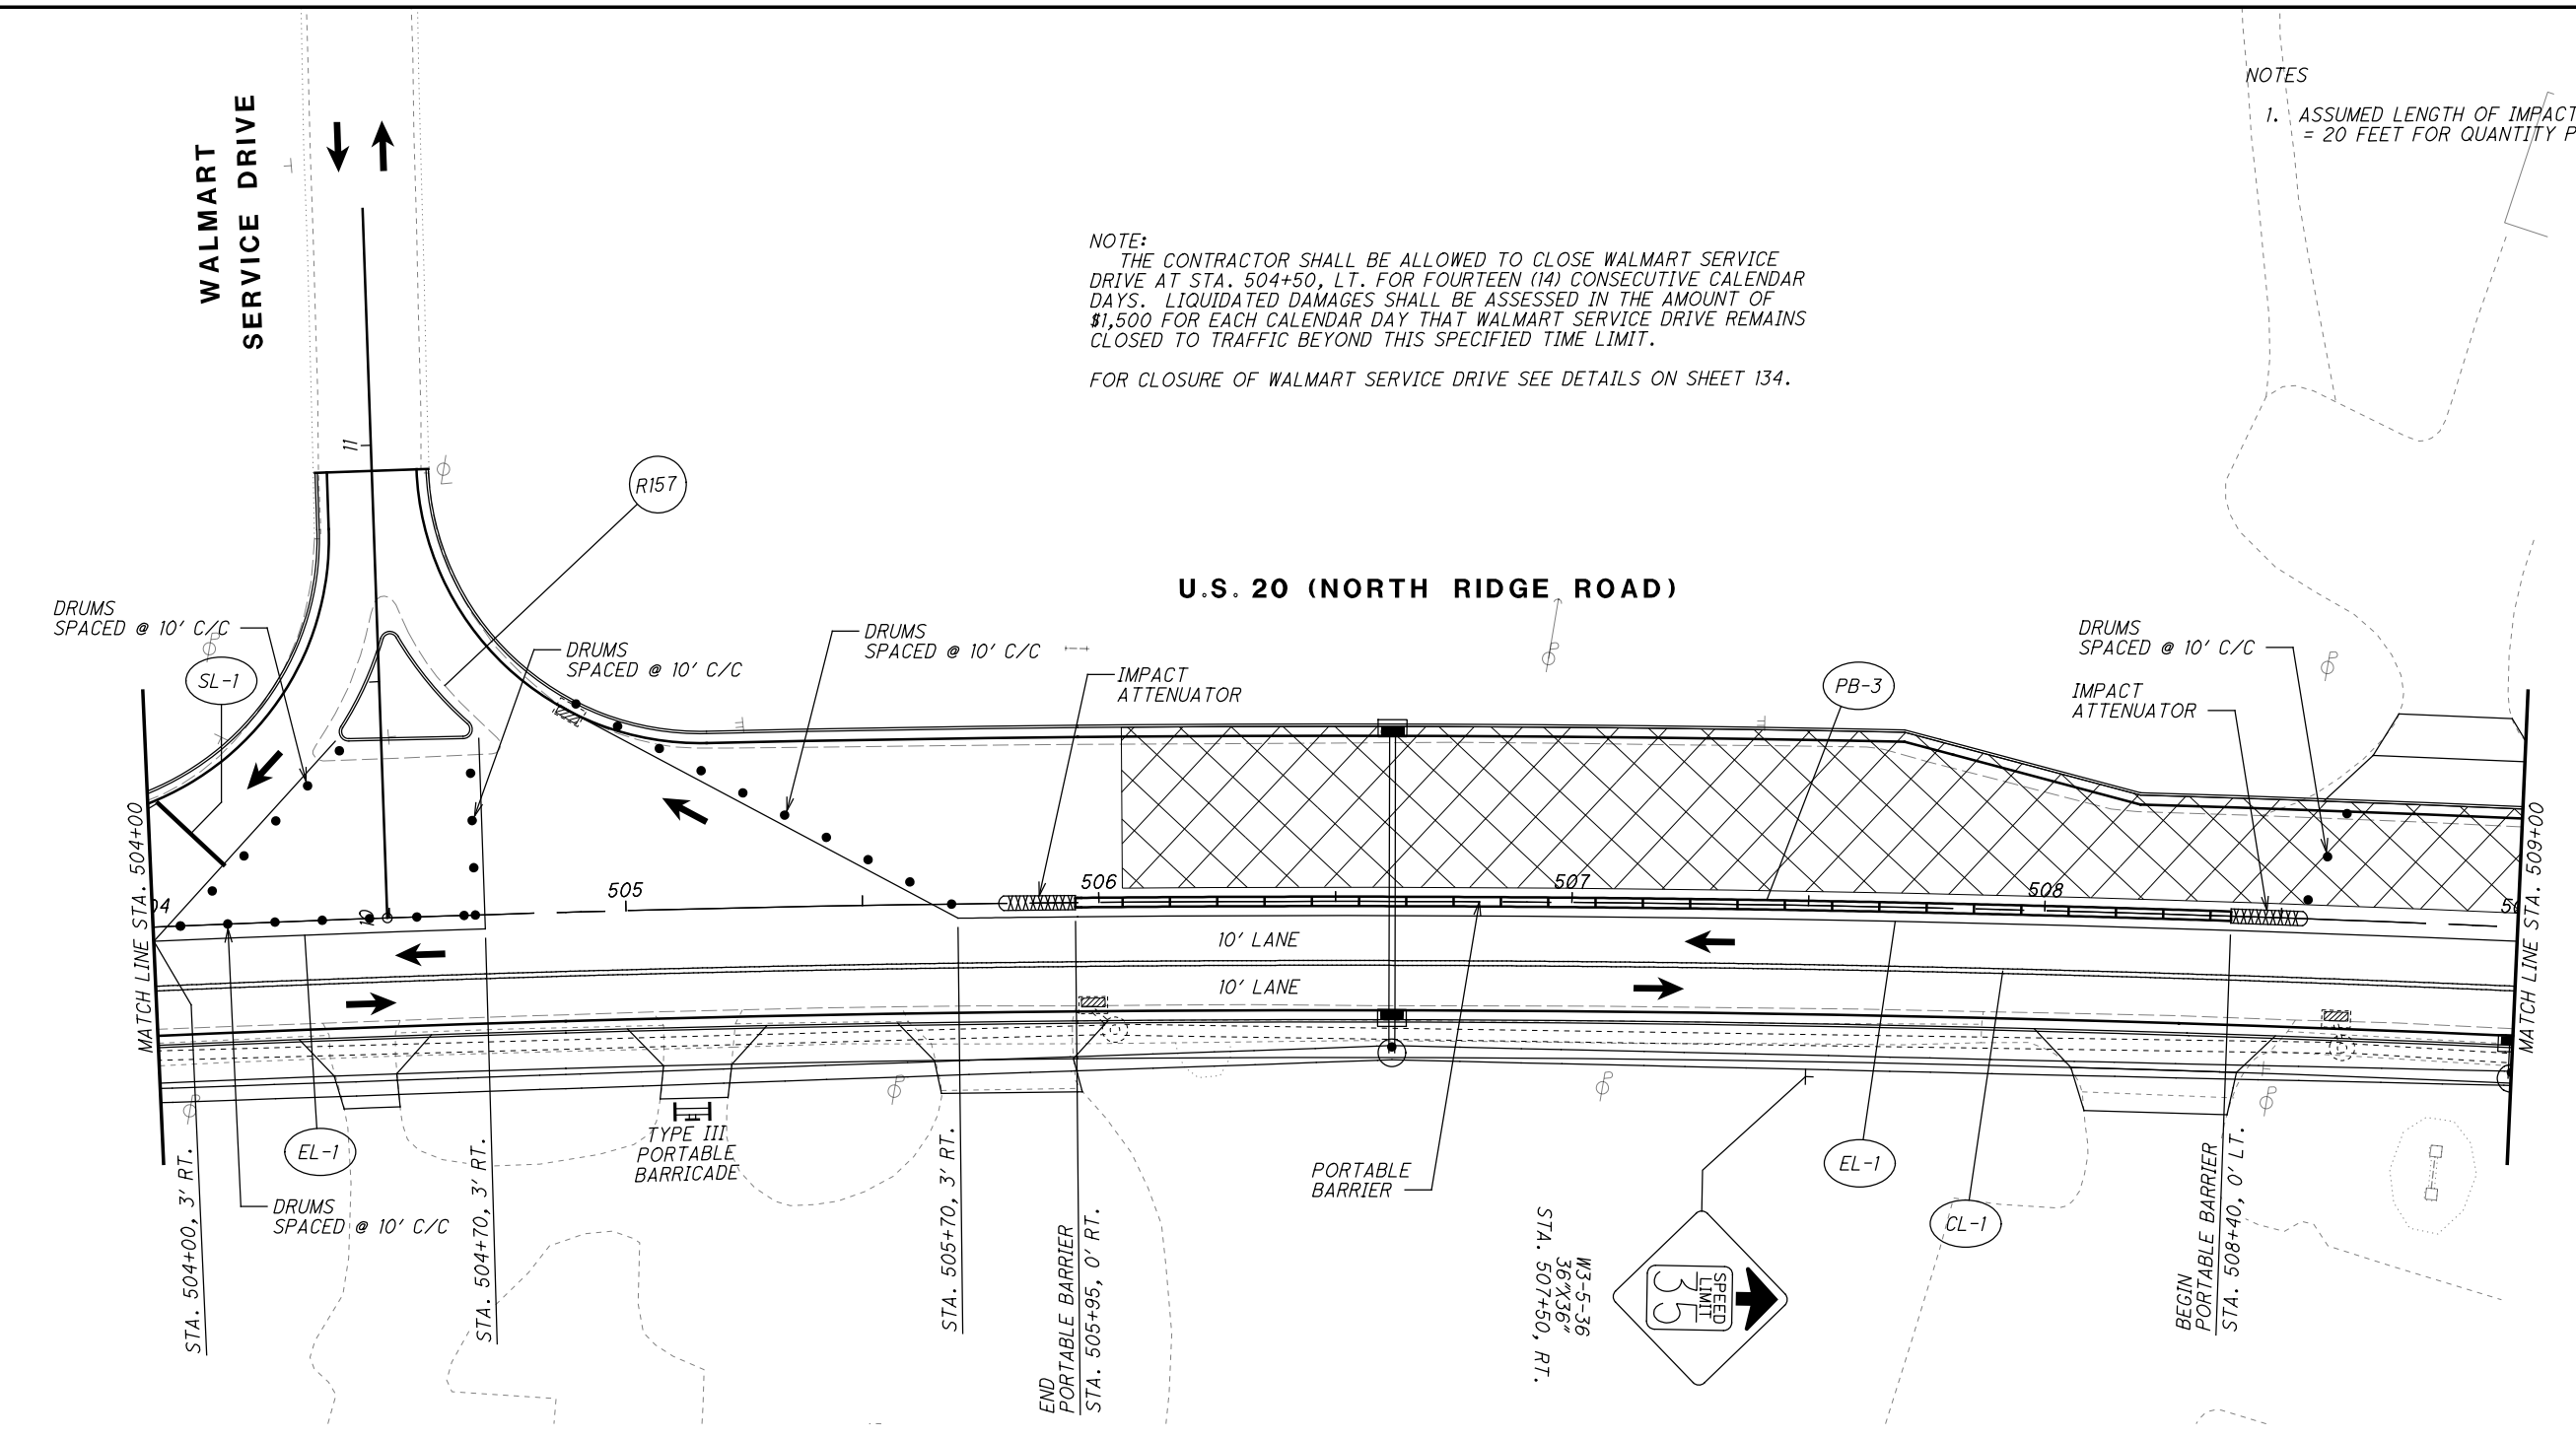 WALMART
SERVICE DRIVE
NOTES
1. ASSUMED LENGTH OF IMPACT
= 20 FEET FOR QUANTITY P
NOTE:
THE CONTRACTOR SHALL BE ALLOWED TO CLOSE WALMART SERVICE
DRIVE AT STA. 504+50, LT. FOR FOURTEEN (14) CONSECUTIVE CALENDAR
DAYS. LIQUIDATED DAMAGES SHALL BE ASSESSED IN THE AMOUNT OF
$1,500 FOR EACH CALENDAR DAY THAT WALMART SERVICE DRIVE REMAINS
CLOSED TO TRAFFIC BEYOND THIS SPECIFIED TIME LIMIT.
FOR CLOSURE OF WALMART SERVICE DRIVE SEE DETAILS ON SHEET 134.
11
R157
U.S. 20 (NORTH RIDGE ROAD)
DRUMS
SPACED @ 10' C/C
SL-1
DRUMS
SPACED @ 10' C/C
DRUMS
SPACED @ 10' C/C
IMPACT
ATTENUATOR
PB-3
DRUMS
SPACED @ 10' C/C
IMPACT
ATTENUATOR
MATCH LINE STA. 504+00
04
10
505
506
507
508
50
MATCH LINE STA. 509+00
10' LANE
10' LANE
EL-1
DRUMS
SPACED @ 10' C/C
TYPE III
PORTABLE
BARRICADE
STA. 504+00, 3' RT.
STA. 504+70, 3' RT.
STA. 505+70, 3' RT.
END
PORTABLE BARRIER
STA. 505+95, 0' RT.
PORTABLE
BARRIER
W3-5-36
36"X36"
STA. 507+50, RT.
SPEED
LIMIT
35
EL-1
CL-1
BEGIN
PORTABLE BARRIER
STA. 508+40, 0' LT.